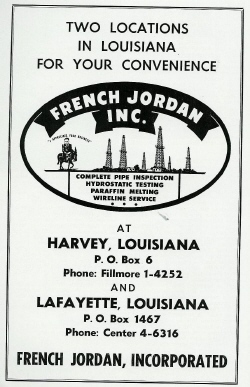 TWO LOCATIONS
IN LOUISIANA
FOR YOUR CONVENIENCE
FRENCH JORDAN
INC.
COMPLETE PIPE INSPECTION
HYDROSTATIC TESTING
PARAFFIN MELTING
WIRELINE SERVICE
AT
HARVEY, LOUISIANA
P. O. Box 6
Phone: Fillmore 1-4252
AND
LAFAYETTE, LOUISIANA
P. O. Box 1467
Phone: Center 4-6316
FRENCH JORDAN, INCORPORATED